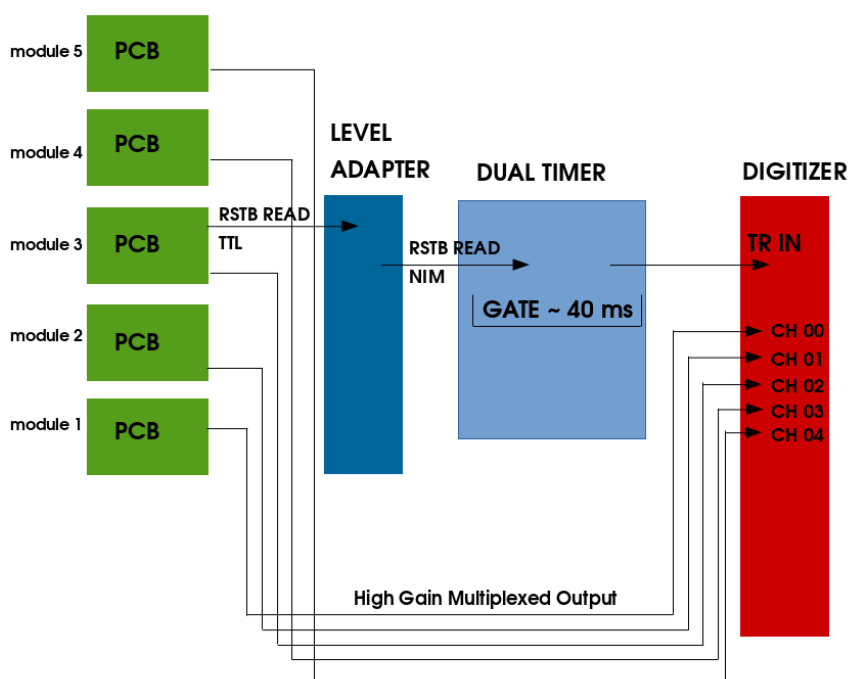 module 5
PCB
module 4
PCB
module 3
PCB
module 2
PCB
module 1
PCB
LEVEL
ADAPTER
DUAL TIMER
DIGITIZER
RSTB READ
TTL
RSTB READ
NIM
GATE ~ 40 ms
TR IN
CH 00
CH 01
CH 02
CH 03
CH 04
High Gain Multiplexed Output